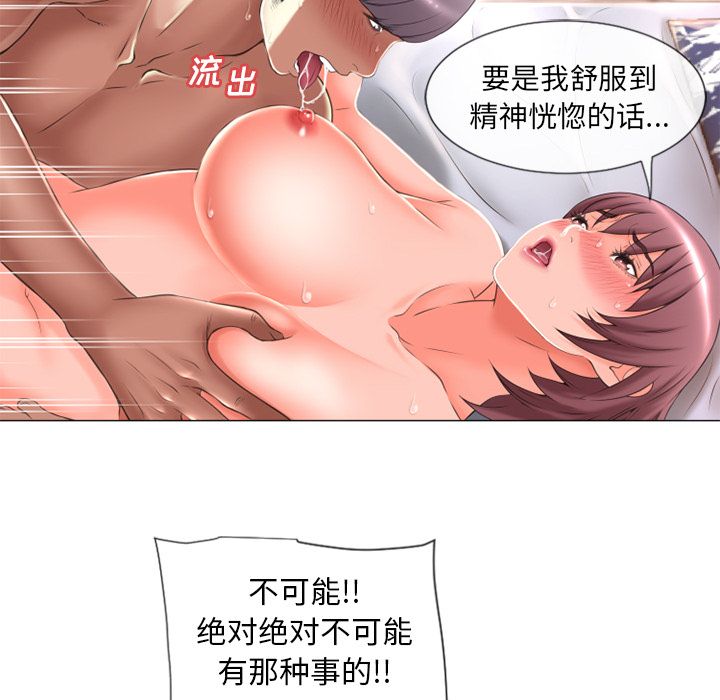 流出
要是我舒服到
精神恍惚的话...
不可能!!
绝对绝对不可能
有那种事的!!